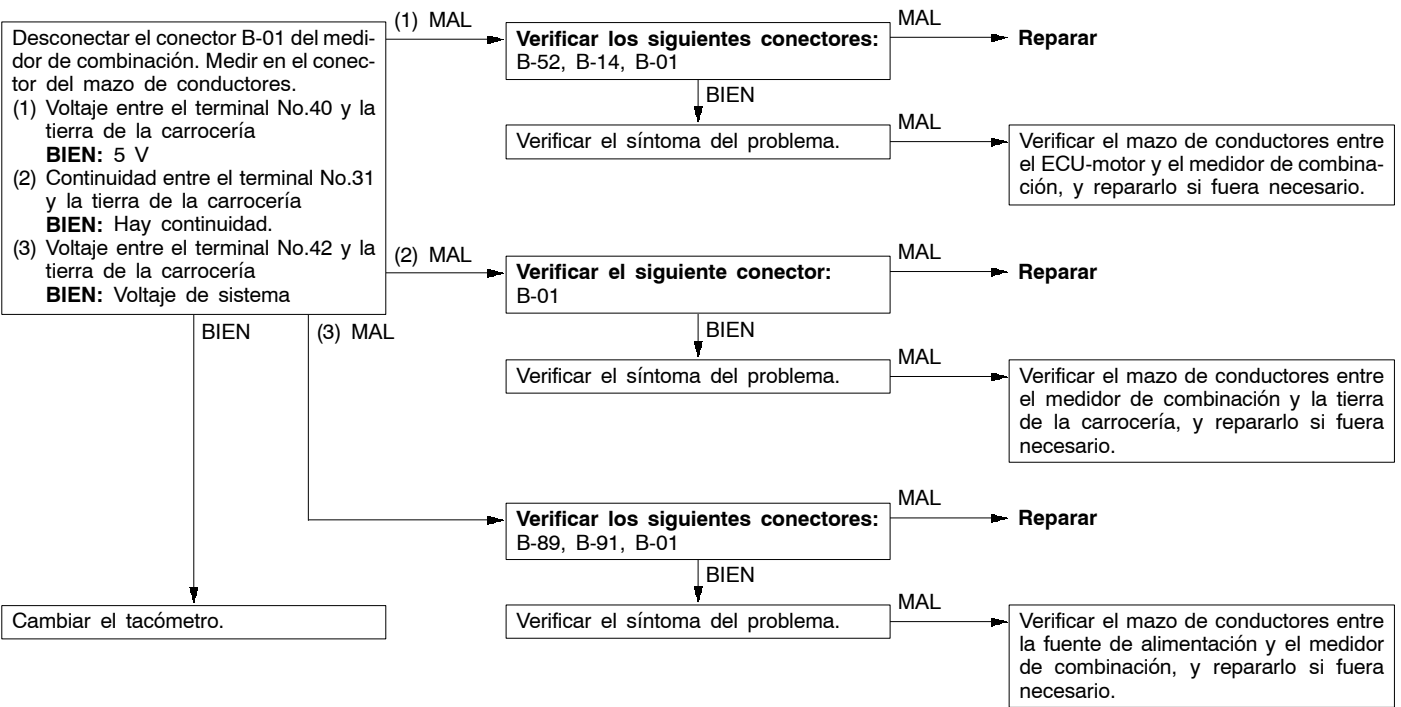 Desconectar el conector B-01 del medi-
dor de combinación. Medir en el conec-
tor del mazo de conductores.
(1) Voltaje entre el terminal No.40 y la
tierra de la carrocería
BIEN: 5 V
(2) Continuidad entre el terminal No.31
y la tierra de la carrocería
BIEN: Hay continuidad.
(3) Voltaje entre el terminal No.42 y la
tierra de la carrocería
BIEN: Voltaje de sistema
(1) MAL
Verificar los siguientes conectores:
B-52, B-14, B-01
MAL
Reparar
BIEN
Verificar el síntoma del problema.
MAL
Verificar el mazo de conductores entre
el ECU-motor y el medidor de combina-
ción, y repararlo si fuera necesario.
(2) MAL
Verificar el siguiente conector:
B-01
MAL
Reparar
BIEN
Verificar el síntoma del problema.
MAL
Verificar el mazo de conductores entre
el medidor de combinación y la tierra
de la carrocería, y repararlo si fuera
necesario.
BIEN
(3) MAL
Verificar los siguientes conectores:
B-89, B-91, B-01
MAL
Reparar
BIEN
Verificar el síntoma del problema.
MAL
Verificar el mazo de conductores entre
la fuente de alimentación y el medidor
de combinación, y repararlo si fuera
necesario.
Cambiar el tacómetro.